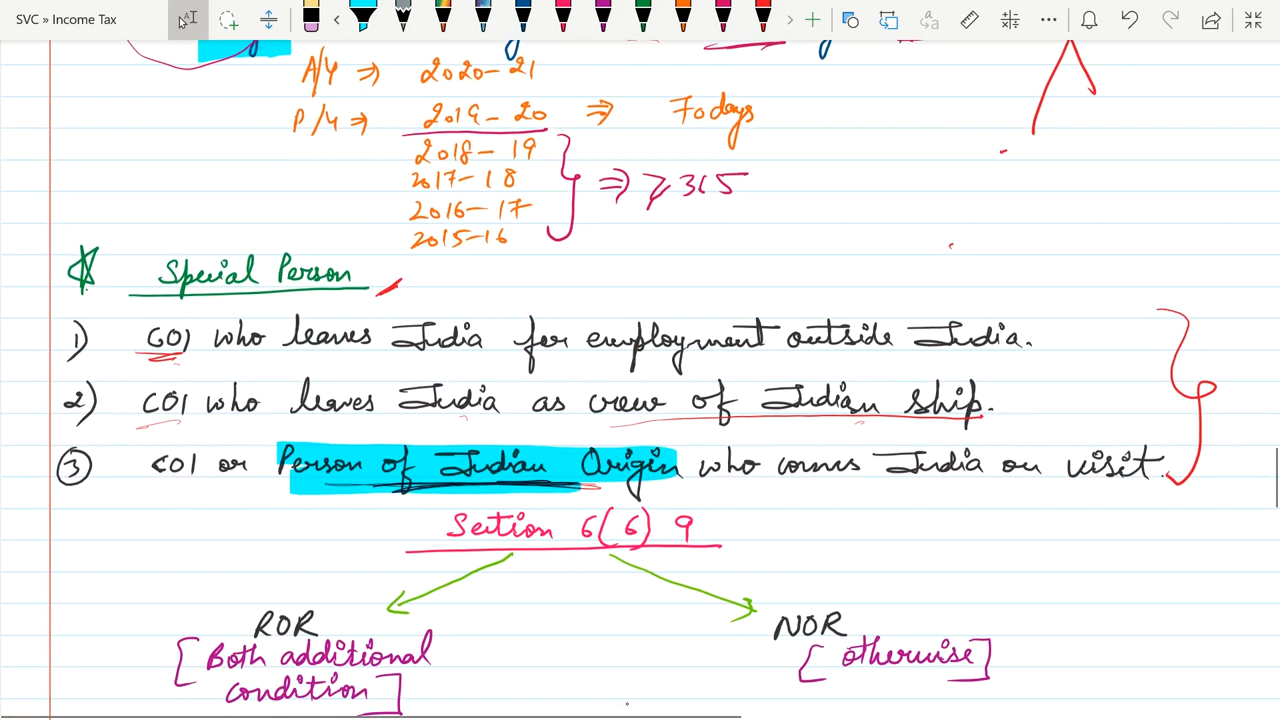 SVC » Income Tax
A/Y ⇒ 2020-21
P/Y ⇒ 2019-20 ⇒ 70 days
2018-19
2017-18
2016-17
2015-16
⇒ ⩾ 365
Special Person
1) COI who leaves India for employment outside India.
2) COI who leaves India as crew of Indian ship.
3 COI or Person of Indian Origin who comes India on visit.
Section 6(6) 9
ROR NOR
[Both additional condition] [otherwise]